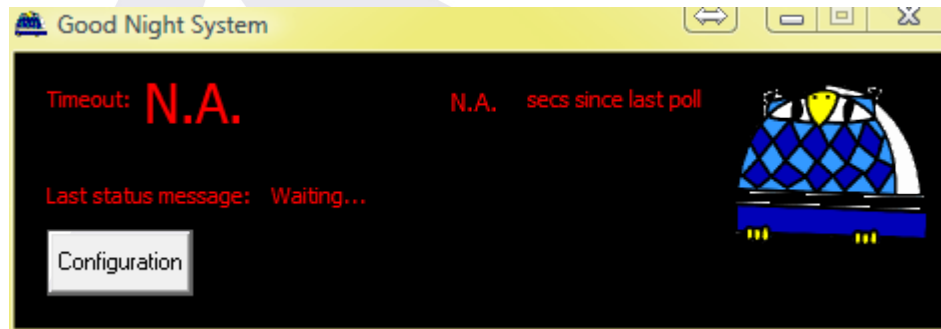 Good Night System
Timeout: N.A. N.A. secs since last poll
Last status message: Waiting...
Configuration